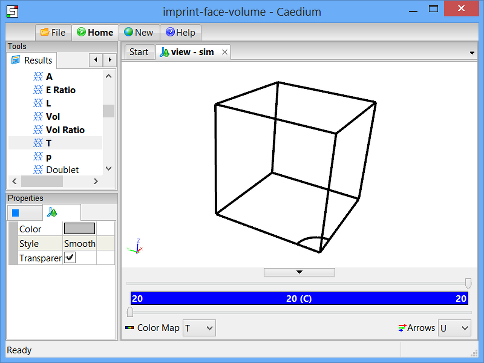 imprint-face-volume - Caedium
File Home New Help
Tools
Results
A
E Ratio
L
Vol
Vol Ratio
T
p
Doublet
Properties
Color
Style Smooth
Transparer
Start view - sim
20 20 (C) 20
Color Map T Arrows U
Ready